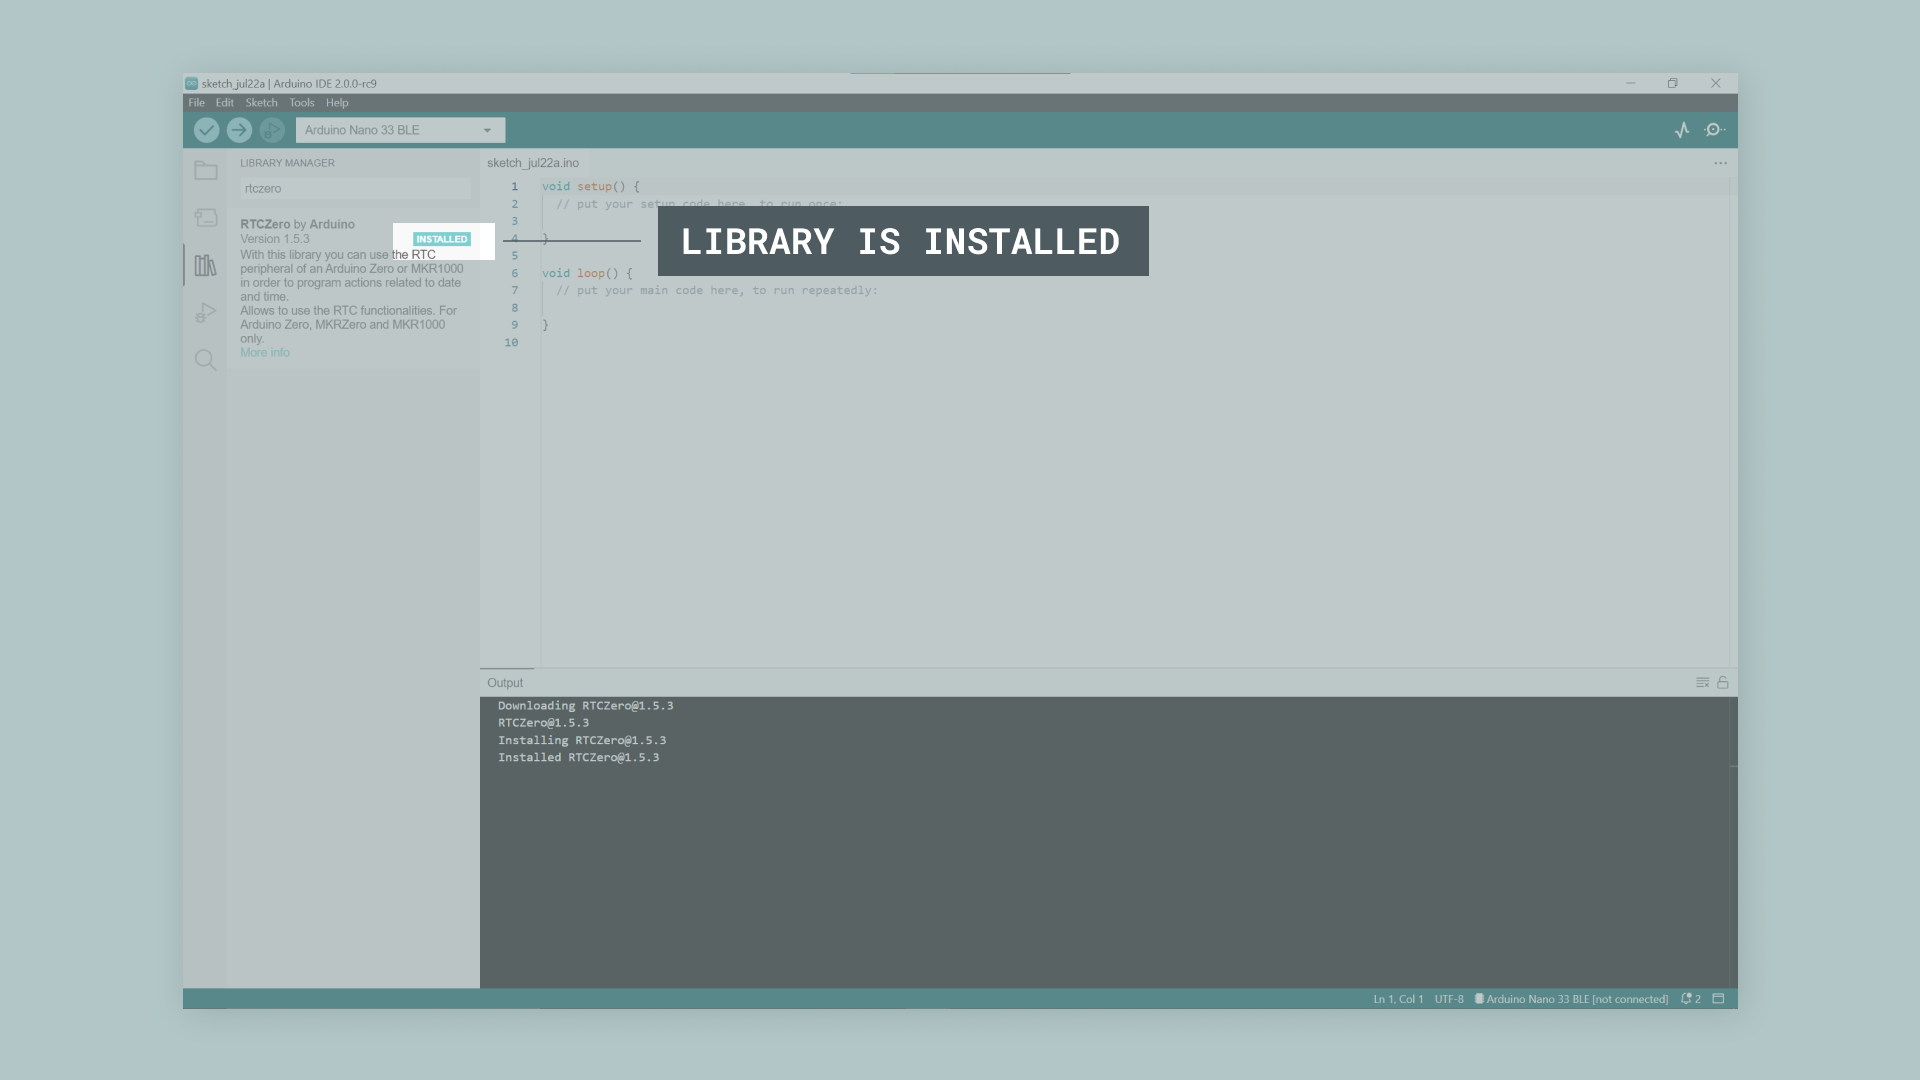 sketch_jul22a | Arduino IDE 2.0.0-rc9
File Edit Sketch Tools Help
Arduino Nano 33 BLE
LIBRARY MANAGER
rtczero
RTCZero by Arduino
Version 1.5.3
INSTALLED
With this library you can use the RTC
peripheral of an Arduino Zero or MKR1000
in order to program actions related to date
and time.
Allows to use the RTC functionalities. For
Arduino Zero, MKRZero and MKR1000
only.
More info
sketch_jul22a.ino
...
1 void setup() {
2 // put your setup code here, to run once:
3
4 }
5
6 void loop() {
7 // put your main code here, to run repeatedly:
8
9 }
10
LIBRARY IS INSTALLED
Output
Downloading RTCZero@1.5.3
RTCZero@1.5.3
Installing RTCZero@1.5.3
Installed RTCZero@1.5.3
Ln 1, Col 1 UTF-8 Arduino Nano 33 BLE [not connected] 2